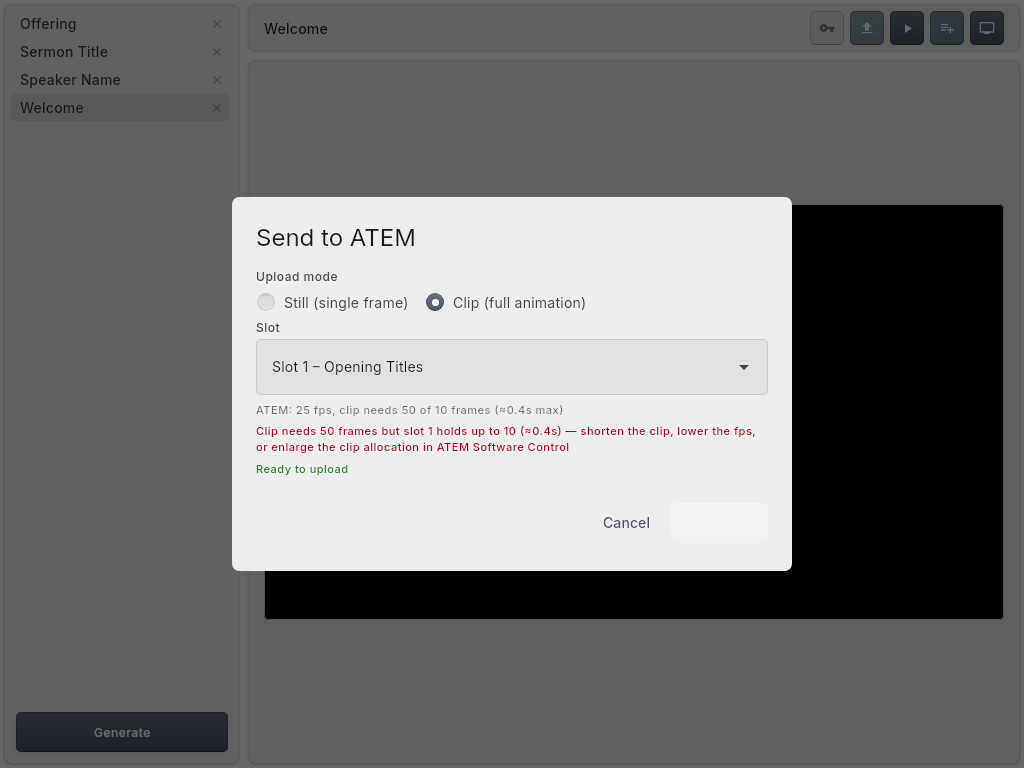 Offering
Sermon Title
Speaker Name
Welcome
Generate
Welcome
Send to ATEM
Upload mode
Still (single frame)
Clip (full animation)
Slot
Slot 1 – Opening Titles
ATEM: 25 fps, clip needs 50 of 10 frames (≈0.4s max)
Clip needs 50 frames but slot 1 holds up to 10 (≈0.4s) — shorten the clip, lower the fps,
or enlarge the clip allocation in ATEM Software Control
Ready to upload
Cancel